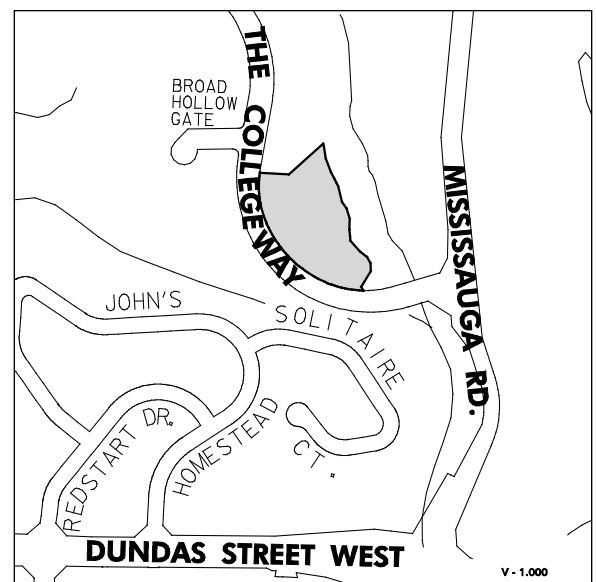 THE COLLEGEWAY
BROAD
HOLLOW
GATE
MISSISSAUGA RD.
JOHN'S
HOMESTEAD
SOLITAIRE
CT.
REDSTART DR.
DUNDAS STREET WEST
V - 1.000